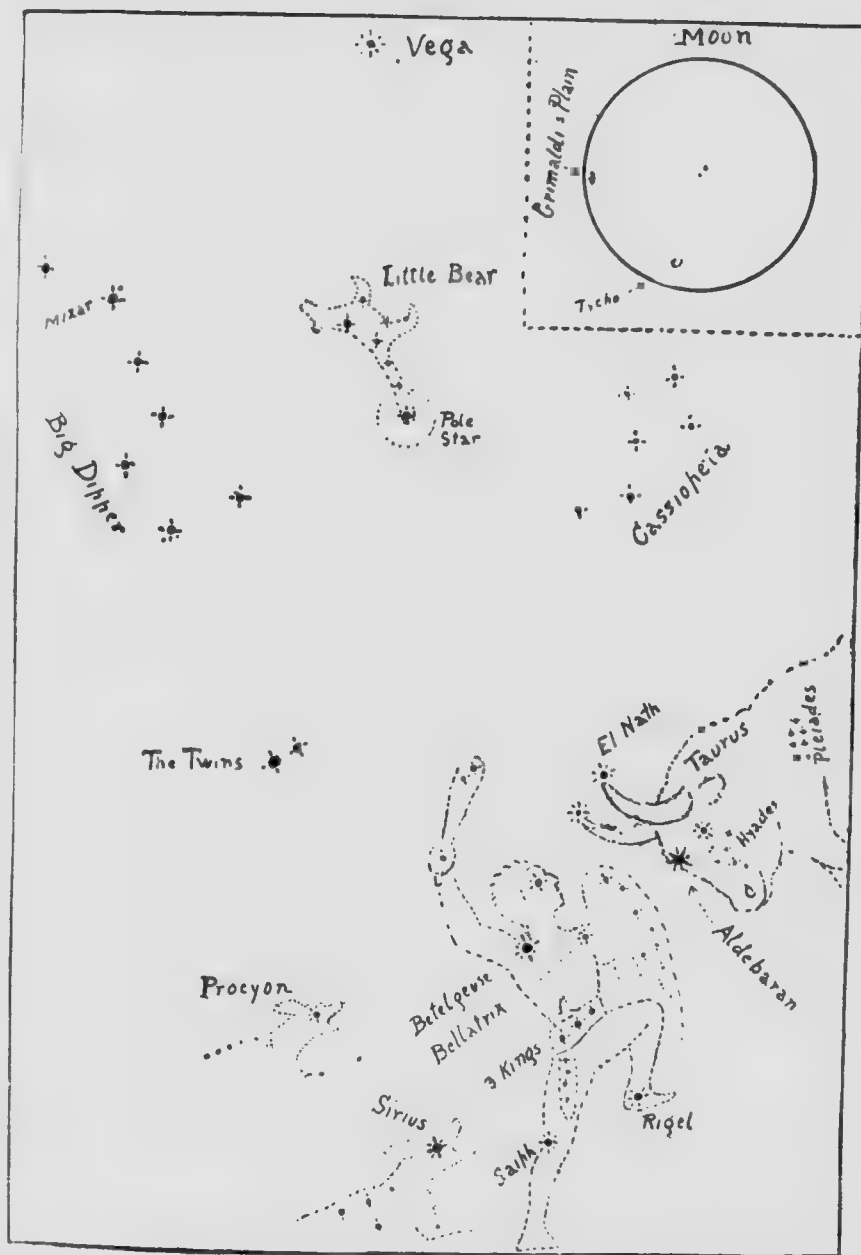 Vega
Moon
Grimaldi's Plain
Tycho
Little Bear
Mizar
Pole
Star
Big Dipper
Cassiopeïa
The Twins
El Nath
Taurus
Pleiades
Hyades
Aldebaran
Procyon
Betelgeuse
Bellatrix
3 Kings
Sirius
Saiph
Rigel